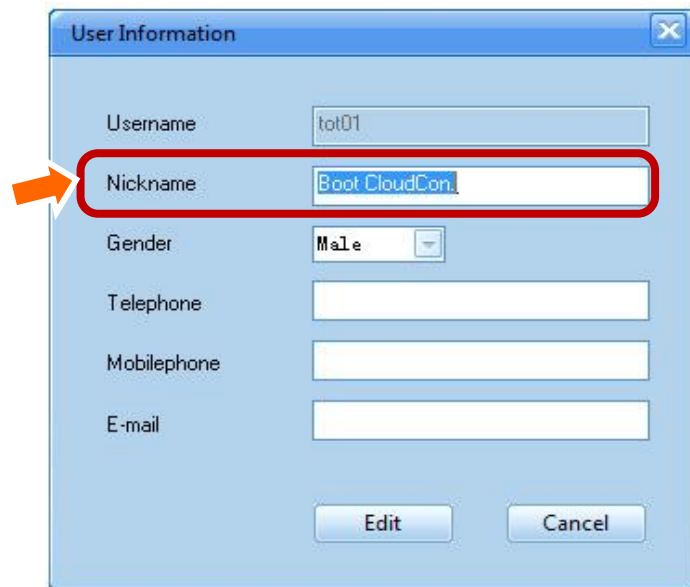 User Information
Username tot01
Nickname Boot CloudCon.
Gender Male
Telephone
Mobilephone
E-mail
Edit Cancel